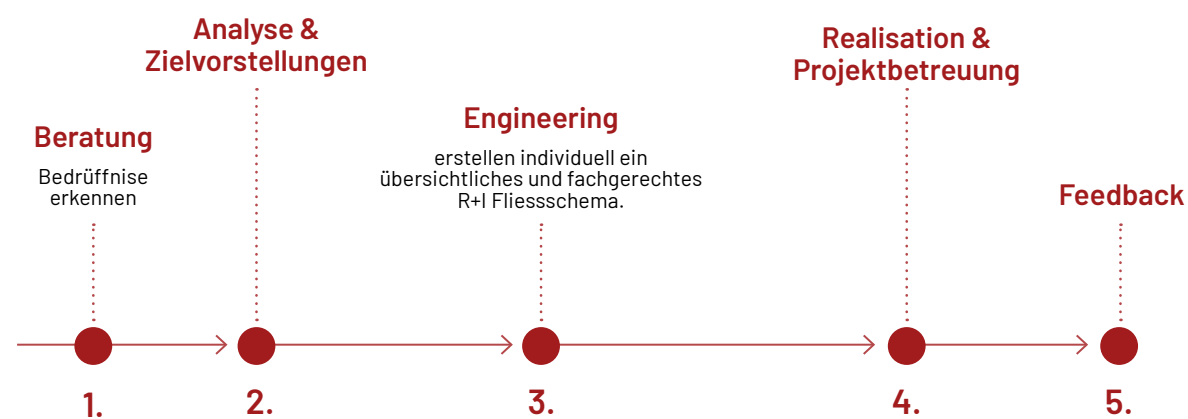 Beratung
Bedrüffnise
erkennen
1.
Analyse &
Zielvorstellungen
2.
Engineering
erstellen individuell ein
übersichtliches und fachgerechtes
R+I Fliessschema.
3.
Realisation &
Projektbetreuung
4.
Feedback
5.